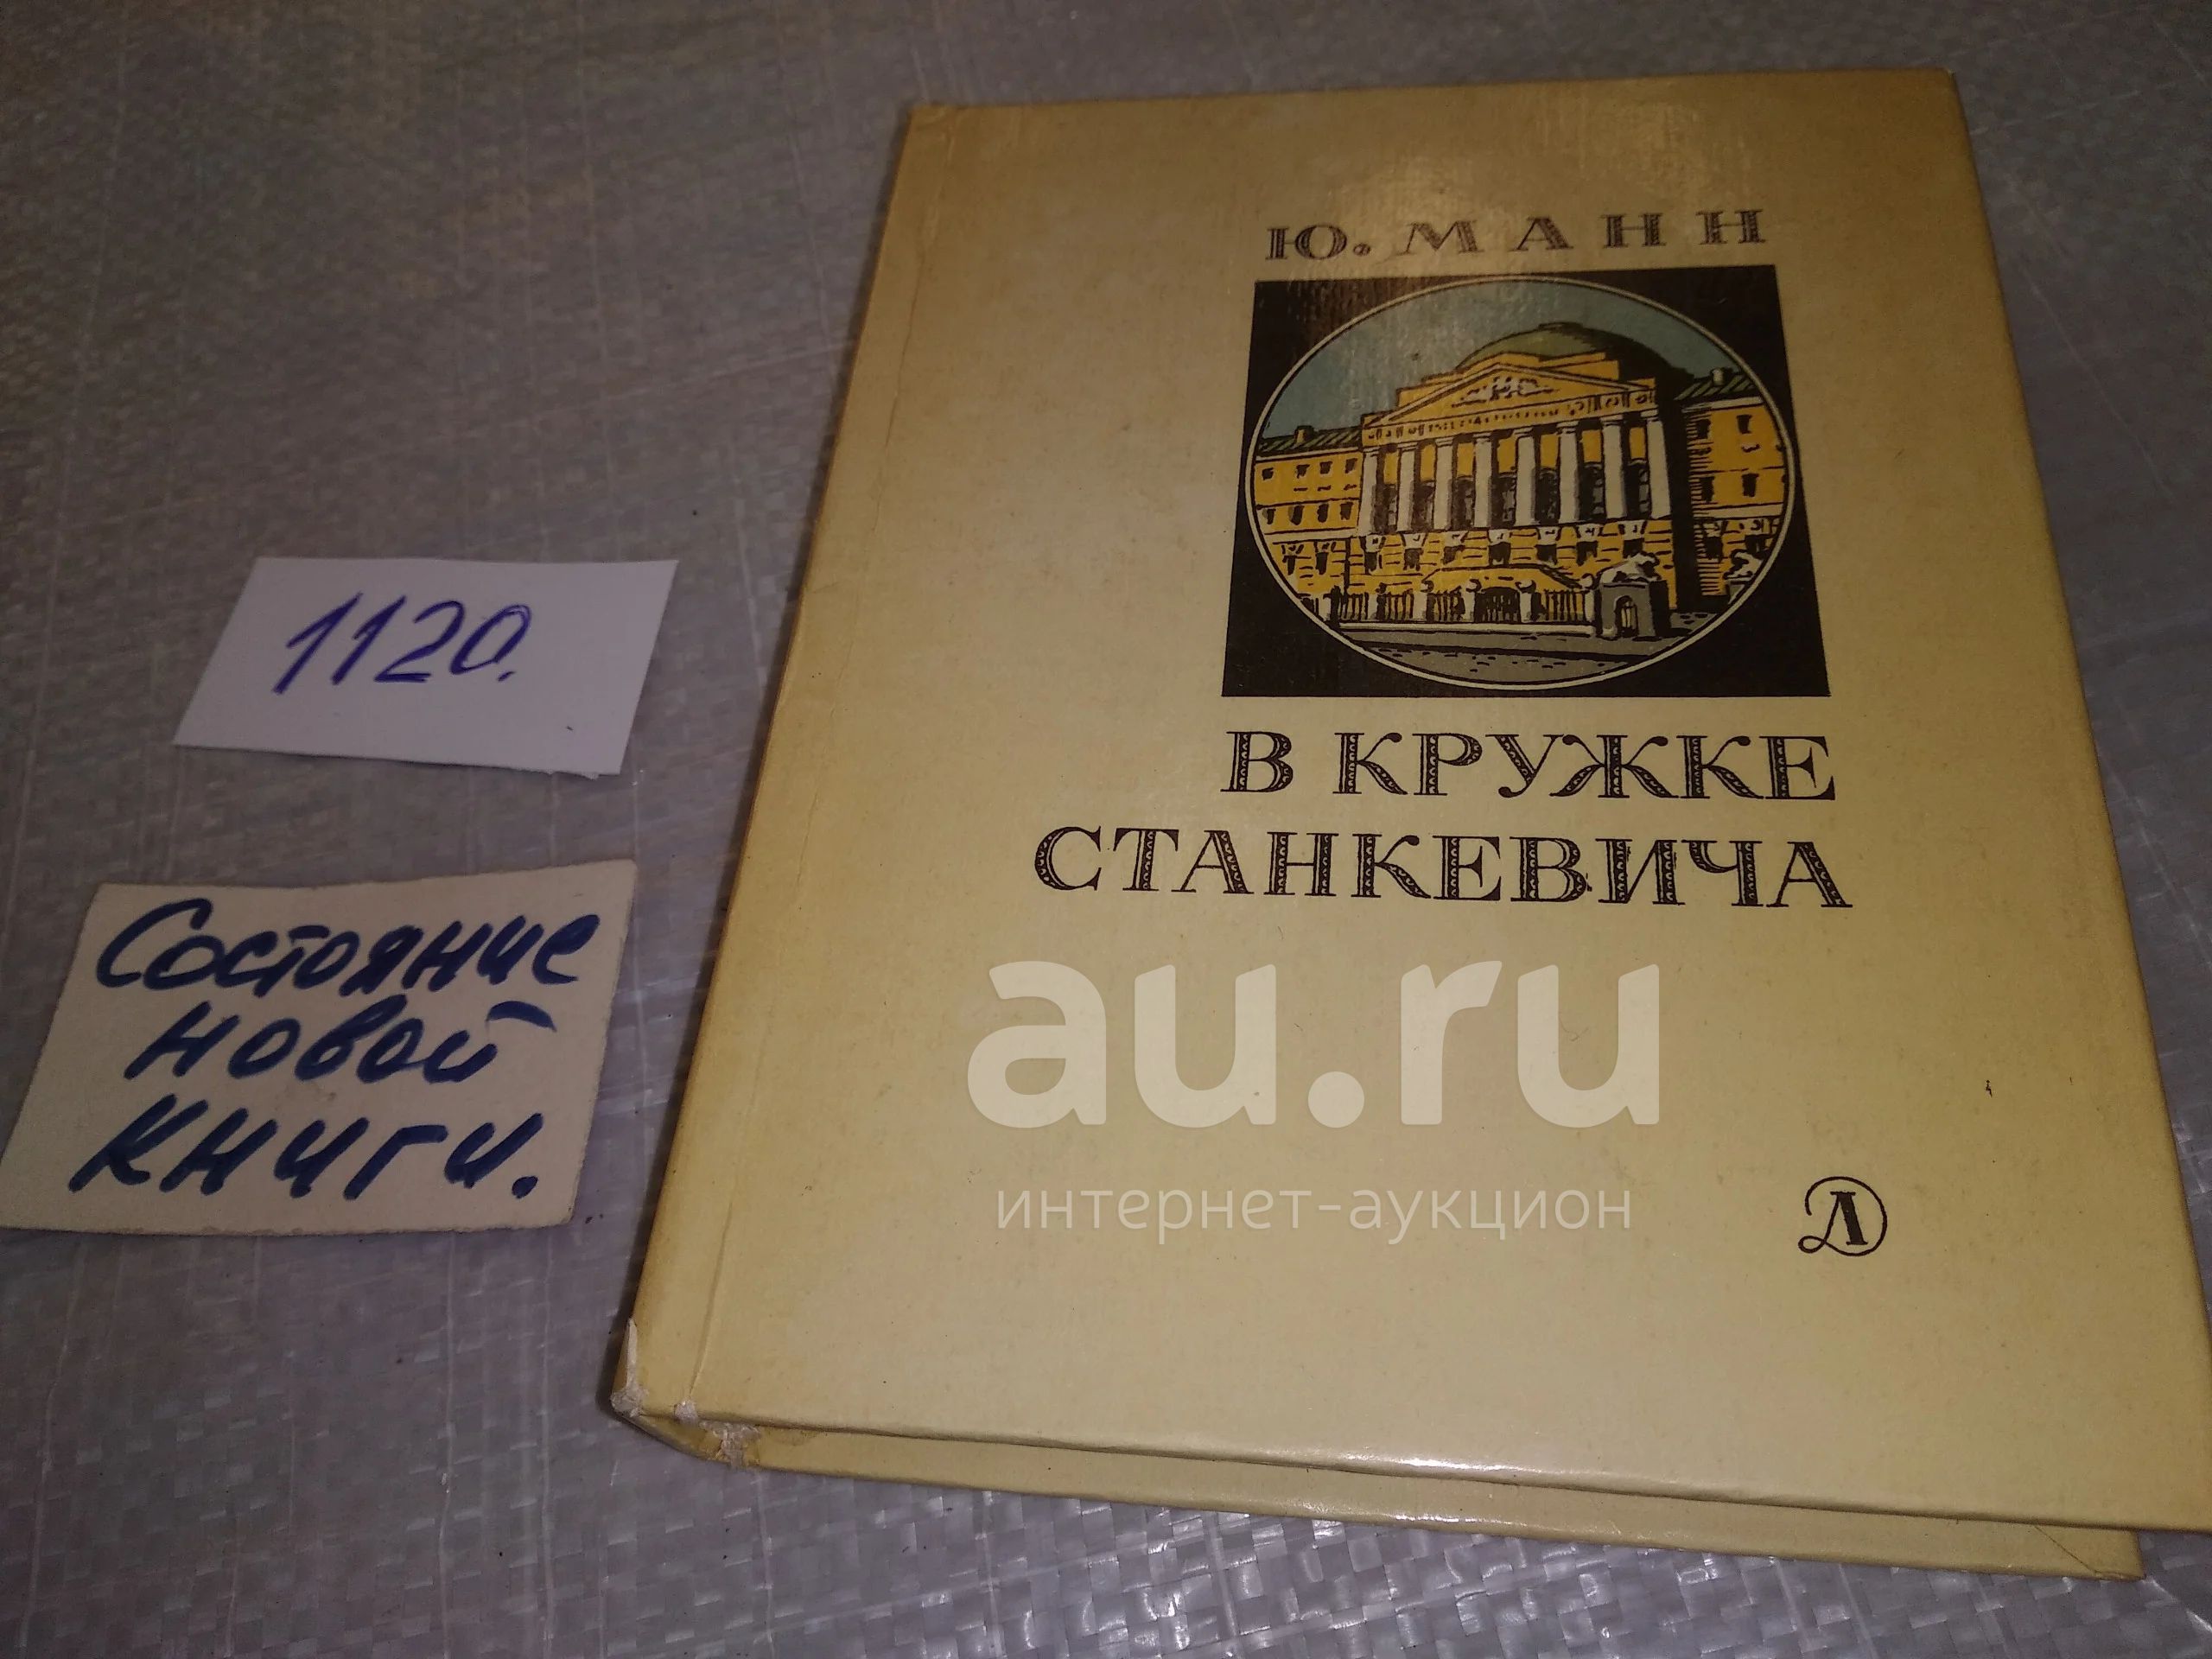 Ю. МАНН
В КРУЖКЕ
СТАНКЕВИЧА
1120.
Состояние
новой
книги.
au.ru
интернет-аукцион
Д